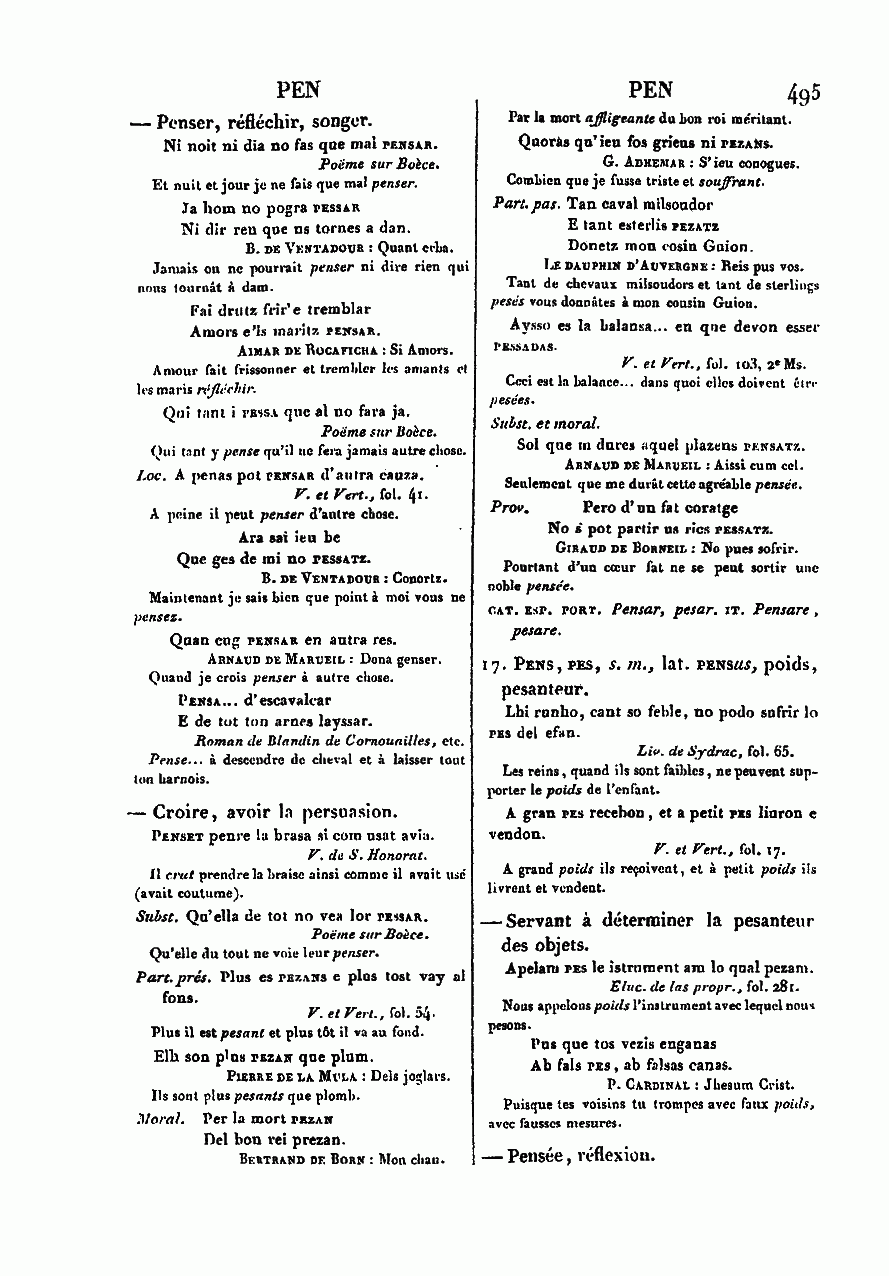 PEN
PEN 495
— Penser, réfléchir, songer.
Ni noit ni dia no fas que mal PENSAR.
Poëme sur Boèce.
Et nuit et jour je ne fais que mal penser.
Ja hom no pogra PESSAR
Ni dir ren que us tornes a dan.
B. DE VENTADOUR : Quant erba.
Jamais on ne pourrait penser ni dire rien qui
nous tournât à dam.
Fai drutz frir'e tremblar
Amors e'ls maritz PENSAR.
AIMAR DE ROCAFICHA : Si Amors.
Amour fait frissonner et trembler les amants et
les maris réfléchir.
Qui tant i PESSA que al no fara ja.
Poëme sur Boèce.
Qui tant y pense qu'il ne fera jamais autre chose.
Loc. A penas pot PENSAR d'autra cauza.
V. et Vert., fol. 41.
A peine il peut penser d'autre chose.
Ara sai ieu be
Que ges de mi no PESSATZ.
B. DE VENTADOUR : Conortz.
Maintenant je sais bien que point à moi vous ne
pensez.
Quan cug PENSAR en autra res.
ARNAUD DE MARUEIL : Dona genser.
Quand je crois penser à autre chose.
PENSA... d'escavalcar
E de tot ton arnes layssar.
Roman de Blandin de Cornouailles, etc.
Pense... à descendre de cheval et à laisser tout
ton harnois.
— Croire, avoir la persuasion.
PENSET penre la brasa si com usat avia.
V. de S. Honorat.
Il crut prendre la braise ainsi comme il avait usé
(avait coutume).
Subst. Qu'ella de tot no vea lor PESSAR.
Poëme sur Boèce.
Qu'elle du tout ne voie leur penser.
Part. prés. Plus es PEZANS e plus tost vay al
fons.
V. et Vert., fol. 54.
Plus il est pesant et plus tôt il va au fond.
Elh son plus PEZAN que plum.
PIERRE DE LA MULA : Dels joglars.
Ils sont plus pesants que plomb.
Moral. Per la mort PEZAN
Del bon rei prezan.
BERTRAND DE BORN : Mon chan.
Par la mort affligeante du bon roi méritant.
Quoras qu'ieu fos grieus ni PEZANS.
G. ADHEMAR : S'ieu conogues.
Combien que je fusse triste et souffrant.
Part. pas. Tan caval milsoudor
E tant esterlis PEZATZ
Donetz mon cosin Guion.
LE DAUPHIN D'AUVERGNE : Reis pus vos.
Tant de chevaux milsoudors et tant de sterlings
pesés vous donnâtes à mon cousin Guion.
Aysso es la balansa... en que devon esser
PESSADAS.
V. et Vert., fol. 103, 2e Ms.
Ceci est la balance... dans quoi elles doivent être
pesées.
Subst. et moral.
Sol que m dures aquel plazens PENSATZ.
ARNAUD DE MARUEIL : Aissi cum cel.
Seulement que me durât cette agréable pensée.
Prov. Pero d'un fat coratge
No s pot partir us rics PESSATZ.
GIRAUD DE BORNEIL : No pues sofrir.
Pourtant d'un cœur fat ne se peut sortir une
noble pensée.
CAT. ESP. PORT. Pensar, pesar. IT. Pensare,
pesare.
17. PENS, PES, s. m., lat. PENSUS, poids,
pesanteur.
Lhi ronho, cant so feble, no podo sufrir lo
PES del efan.
Liv. de Sydrac, fol. 65.
Les reins, quand ils sont faibles, ne peuvent sup-
porter le poids de l'enfant.
A gran PES recebon, et a petit PES liuron e
vendon.
V. et Vert., fol. 17.
A grand poids ils reçoivent, et à petit poids ils
livrent et vendent.
— Servant à déterminer la pesanteur
des objets.
Apelam PES le istrument am lo qual pezam.
Eluc. de las propr., fol. 281.
Nous appelons poids l'instrument avec lequel nous
pesons.
Pus que tos vezis enganas
Ab fals PES, ab falsas canas.
P. CARDINAL : Jhesum Crist.
Puisque tes voisins tu trompes avec faux poids,
avec fausses mesures.
— Pensée, réflexion.